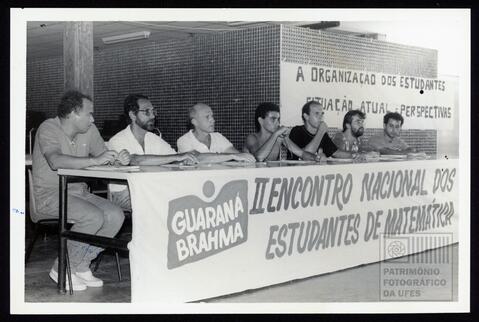 A ORGANIZAÇÃO DOS ESTUDANTES
SITUAÇÃO ATUAL E PERSPECTIVAS
GUARANÁ
BRAHMA
II ENCONTRO NACIONAL DOS
ESTUDANTES DE MATEMÁTICA
PATRIMÔNIO
FOTOGRÁFICO
DA UFES